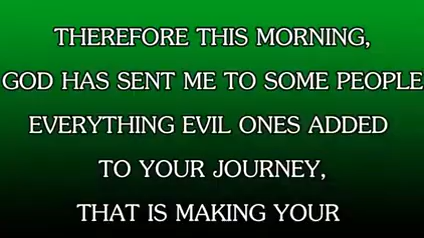 THEREFORE THIS MORNING,
GOD HAS SENT ME TO SOME PEOPLE
EVERYTHING EVIL ONES ADDED
TO YOUR JOURNEY,
THAT IS MAKING YOUR